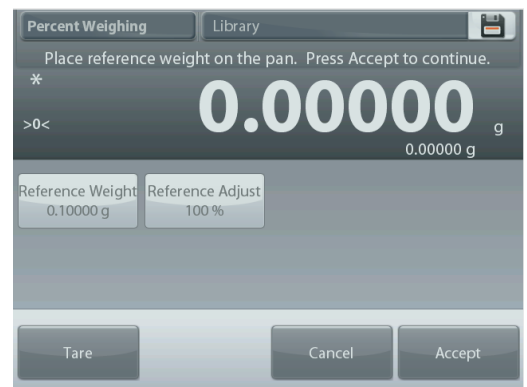 Percent Weighing
Library
Place reference weight on the pan. Press Accept to continue.
*
>0<
0.00000 g
0.00000 g
Reference Weight
0.10000 g
Reference Adjust
100 %
Tare
Cancel
Accept